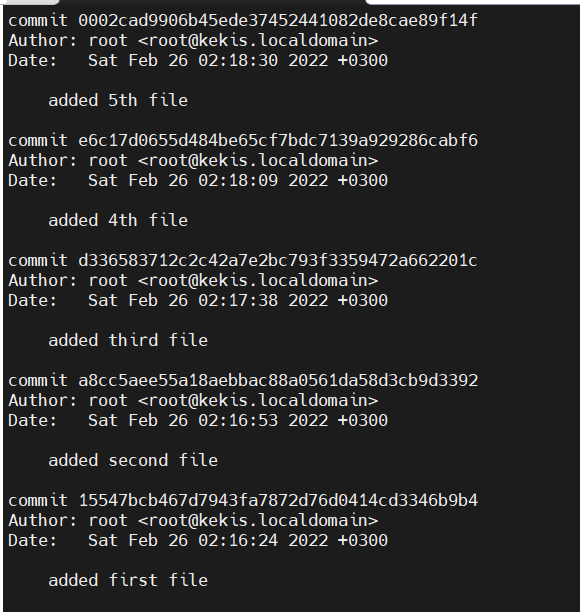 commit 0002cad9906b45ede37452441082de8cae89f14f
Author: root <root@kekis.localdomain>
Date:   Sat Feb 26 02:18:30 2022 +0300
    added 5th file
commit e6c17d0655d484be65cf7bdc7139a929286cabf6
Author: root <root@kekis.localdomain>
Date:   Sat Feb 26 02:18:09 2022 +0300
    added 4th file
commit d336583712c2c42a7e2bc793f3359472a662201c
Author: root <root@kekis.localdomain>
Date:   Sat Feb 26 02:17:38 2022 +0300
    added third file
commit a8cc5aee55a18aebbac88a0561da58d3cb9d3392
Author: root <root@kekis.localdomain>
Date:   Sat Feb 26 02:16:53 2022 +0300
    added second file
commit 15547bcb467d7943fa7872d76d0414cd3346b9b4
Author: root <root@kekis.localdomain>
Date:   Sat Feb 26 02:16:24 2022 +0300
    added first file